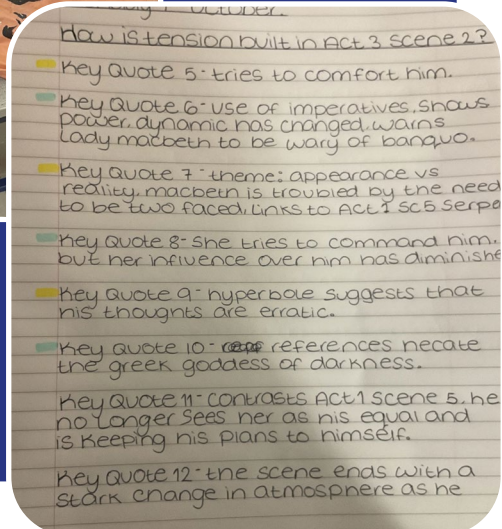 October.
How is tension built in Act 3 scene 2?
Key Quote 5 - tries to comfort him.
Key Quote 6 - use of imperatives. shows
power, dynamic has changed. warns
Lady macbeth to be wary of banquo.
Key Quote 7 - theme: appearance vs
reality. macbeth is troubled by the need
to be two faced. Links to Act 1 Sc 5 Serpe
Key Quote 8 - she tries to command him.
but her influence over him has diminishe
Key Quote 9 - hyperbole suggests that
his thoughts are erratic.
Key Quote 10 - references hecate
the greek goddess of darkness.
Key Quote 11 - contrasts Act 1 Scene 5. he
no longer sees her as his equal and
is keeping his plans to himself.
Key Quote 12 - the scene ends with a
stark change in atmosphere as he